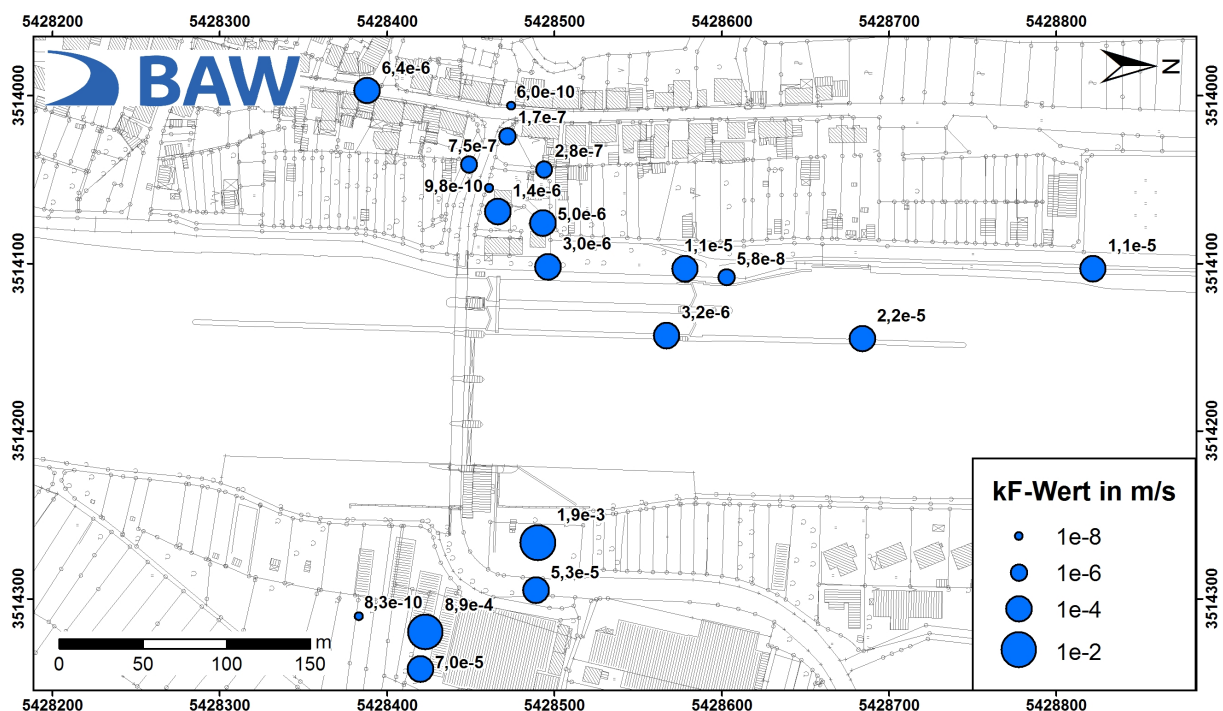 5428200 5428300 5428400 5428500 5428600 5428700 5428800
3514000 3514000
BAW
N
6,4e-6
6,0e-10
1,7e-7
7,5e-7
2,8e-7
9,8e-10
1,4e-6
5,0e-6
3,0e-6
1,1e-5
5,8e-8
1,1e-5
3514100 3514100
3,2e-6
2,2e-5
3514200 3514200
1,9e-3
5,3e-5
3514300 3514300
8,3e-10
8,9e-4
7,0e-5
kF-Wert in m/s
1e-8
1e-6
1e-4
1e-2
m
0 50 100 150
5428200 5428300 5428400 5428500 5428600 5428700 5428800